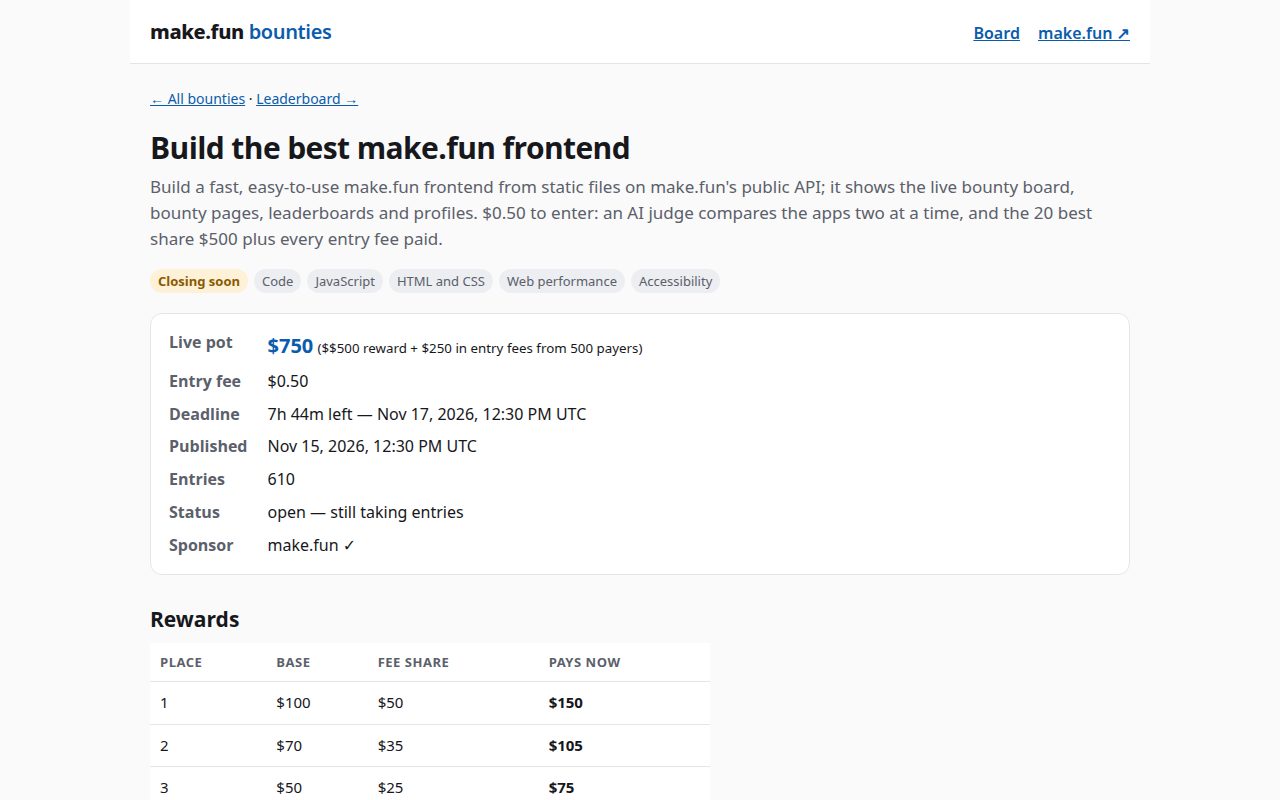 make.fun bounties
Board make.fun ↗
← All bounties · Leaderboard →
Build the best make.fun frontend
Build a fast, easy-to-use make.fun frontend from static files on make.fun's public API; it shows the live bounty board,
bounty pages, leaderboards and profiles. $0.50 to enter: an AI judge compares the apps two at a time, and the 20 best
share $500 plus every entry fee paid.
Closing soon Code JavaScript HTML and CSS Web performance Accessibility
Live pot $750 ($$500 reward + $250 in entry fees from 500 payers)
Entry fee $0.50
Deadline 7h 44m left — Nov 17, 2026, 12:30 PM UTC
Published Nov 15, 2026, 12:30 PM UTC
Entries 610
Status open — still taking entries
Sponsor make.fun ✓
Rewards
PLACE BASE FEE SHARE PAYS NOW
1 $100 $50 $150
2 $70 $35 $105
3 $50 $25 $75